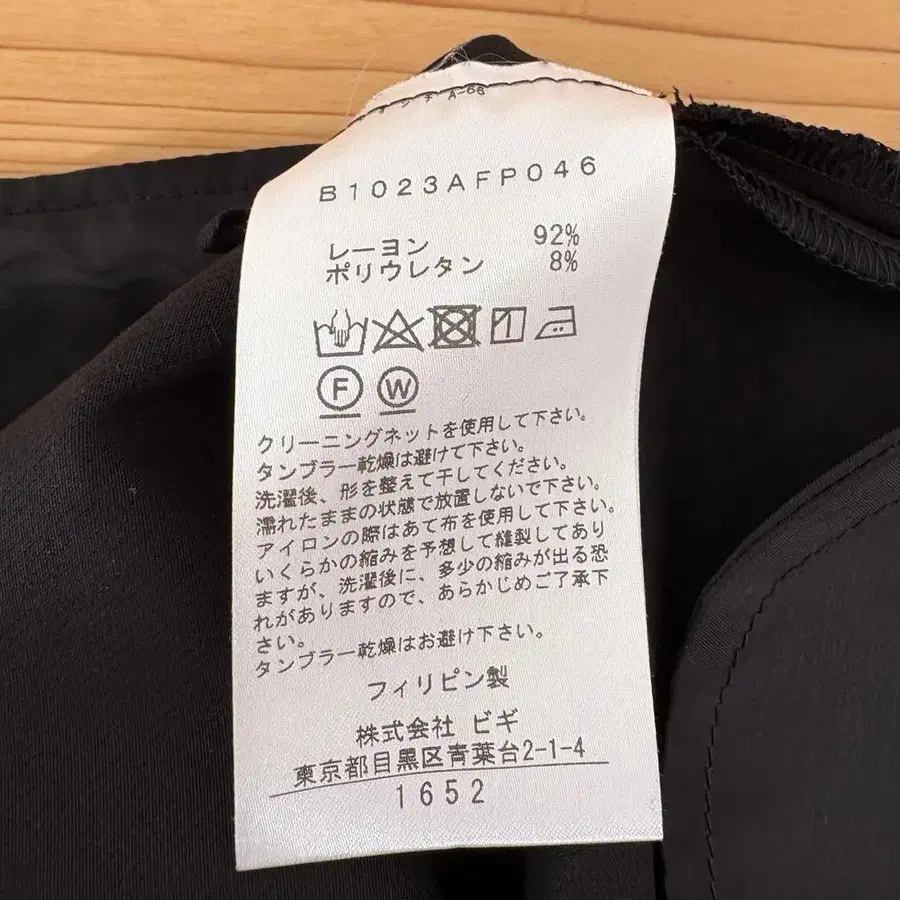 A-66
B1023AFP046
レーヨン 92%
ポリウレタン 8%
F W
クリーニングネットを使用して下さい。
タンブラー乾燥は避けて下さい。
洗濯後、形を整えて干してください。
濡れたままの状態で放置しないで下さい。
アイロンの際はあて布を使用して下さい。
いくらかの縮みを予想して縫製してあり
ますが、洗濯後に、多少の縮みが出る恐
れがありますので、あらかじめご了承下
さい。
タンブラー乾燥はお避け下さい。
フィリピン製
株式会社 ビギ
東京都目黒区青葉台2-1-4
1652